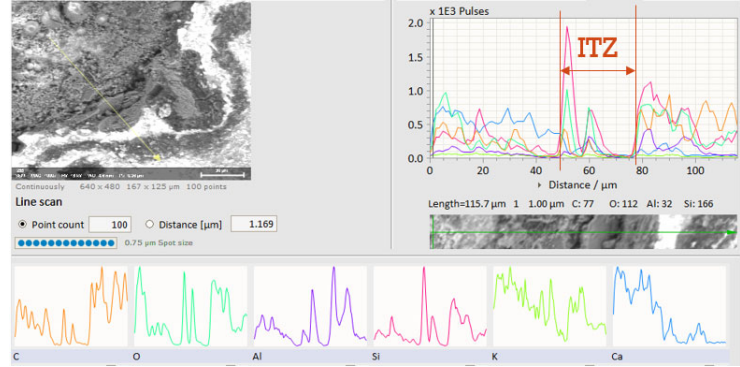 Continuously 640 x 480 167 x 125 µm 100 points
Line scan
Point count 100 Distance [µm] 1.169
0.75 µm Spot size
x 1E3 Pulses
ITZ
2.0
1.5
1.0
0.5
0.0
0 20 40 60 80 100
Distance / µm
Length=115.7 µm 1 1.00 µm C: 77 O: 112 Al: 32 Si: 166
C O Al Si K Ca